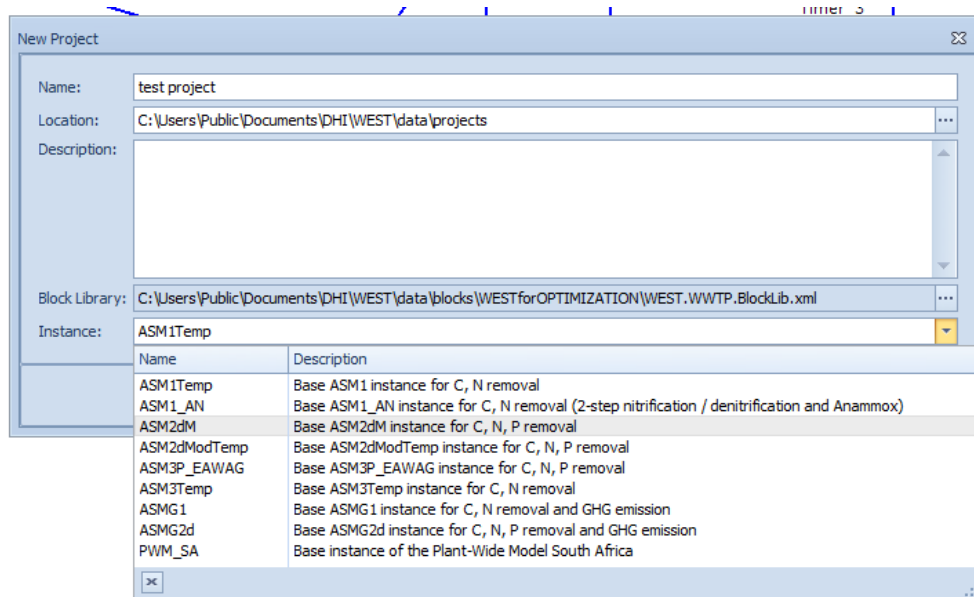 Timer_3
New Project
Name: test project
Location: C:\Users\Public\Documents\DHI\WEST\data\projects ...
Description:
Block Library: C:\Users\Public\Documents\DHI\WEST\data\blocks\WESTforOPTIMIZATION\WEST.WWTP.BlockLib.xml ...
Instance: ASM1Temp
Name Description
ASM1Temp Base ASM1 instance for C, N removal
ASM1_AN Base ASM1_AN instance for C, N removal (2-step nitrification / denitrification and Anammox)
ASM2dM Base ASM2dM instance for C, N, P removal
ASM2dModTemp Base ASM2dModTemp instance for C, N, P removal
ASM3P_EAWAG Base ASM3P_EAWAG instance for C, N, P removal
ASM3Temp Base ASM3Temp instance for C, N removal
ASMG1 Base ASMG1 instance for C, N removal and GHG emission
ASMG2d Base ASMG2d instance for C, N, P removal and GHG emission
PWM_SA Base instance of the Plant-Wide Model South Africa